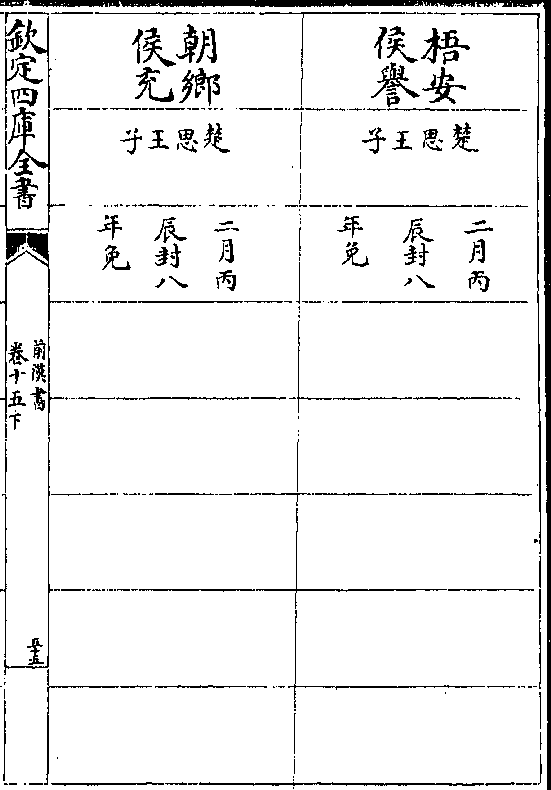 梧安
侯譽
楚思王子
二月丙
辰封八
年免
朝鄉
侯充
楚思王子
二月丙
辰封八
年免
欽定四庫全書
前漢書
卷十五下
五十五